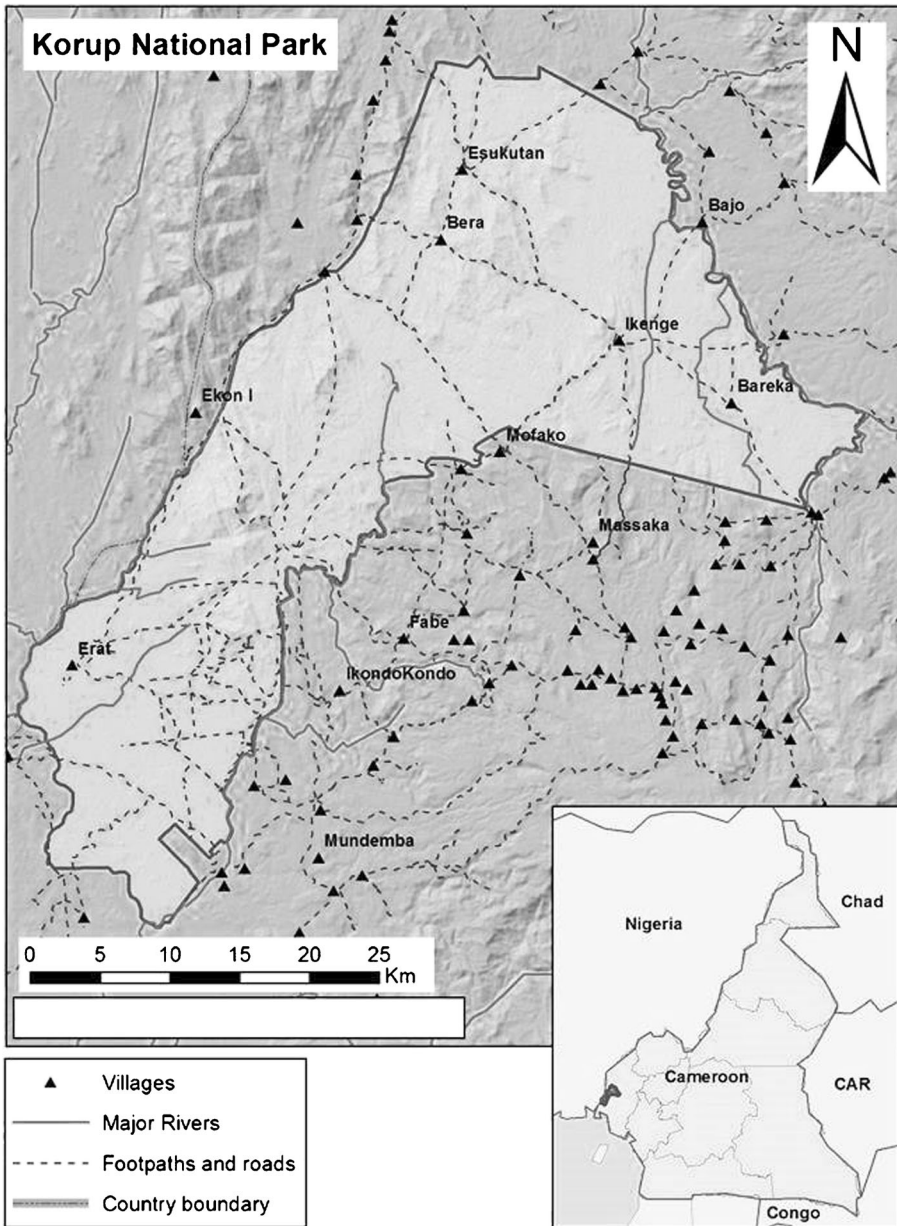 Korup National Park
N
Esukutan
Bajo
Bera
Ikenge
Bareka
Ekon I
Mofako
Massaka
Fabe
Erat
IkondoKondo
Mundemba
0 5 10 15 20 25
Km
Nigeria
Chad
Cameroon
CAR
Congo
Villages
Major Rivers
Footpaths and roads
Country boundary